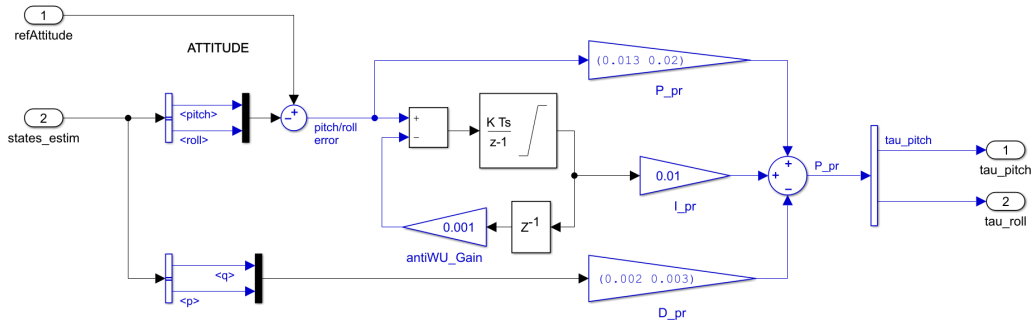 1
refAttitude
ATTITUDE
2
states_estim
<pitch>
<roll>
+
−
pitch/roll
error
+
−
K Ts
z-1
(0.013 0.02)
P_pr
0.01
I_pr
0.001
antiWU_Gain
Z-1
<q>
<p>
(0.002 0.003)
D_pr
+
+
−
P_pr
tau_pitch
1
tau_pitch
2
tau_roll